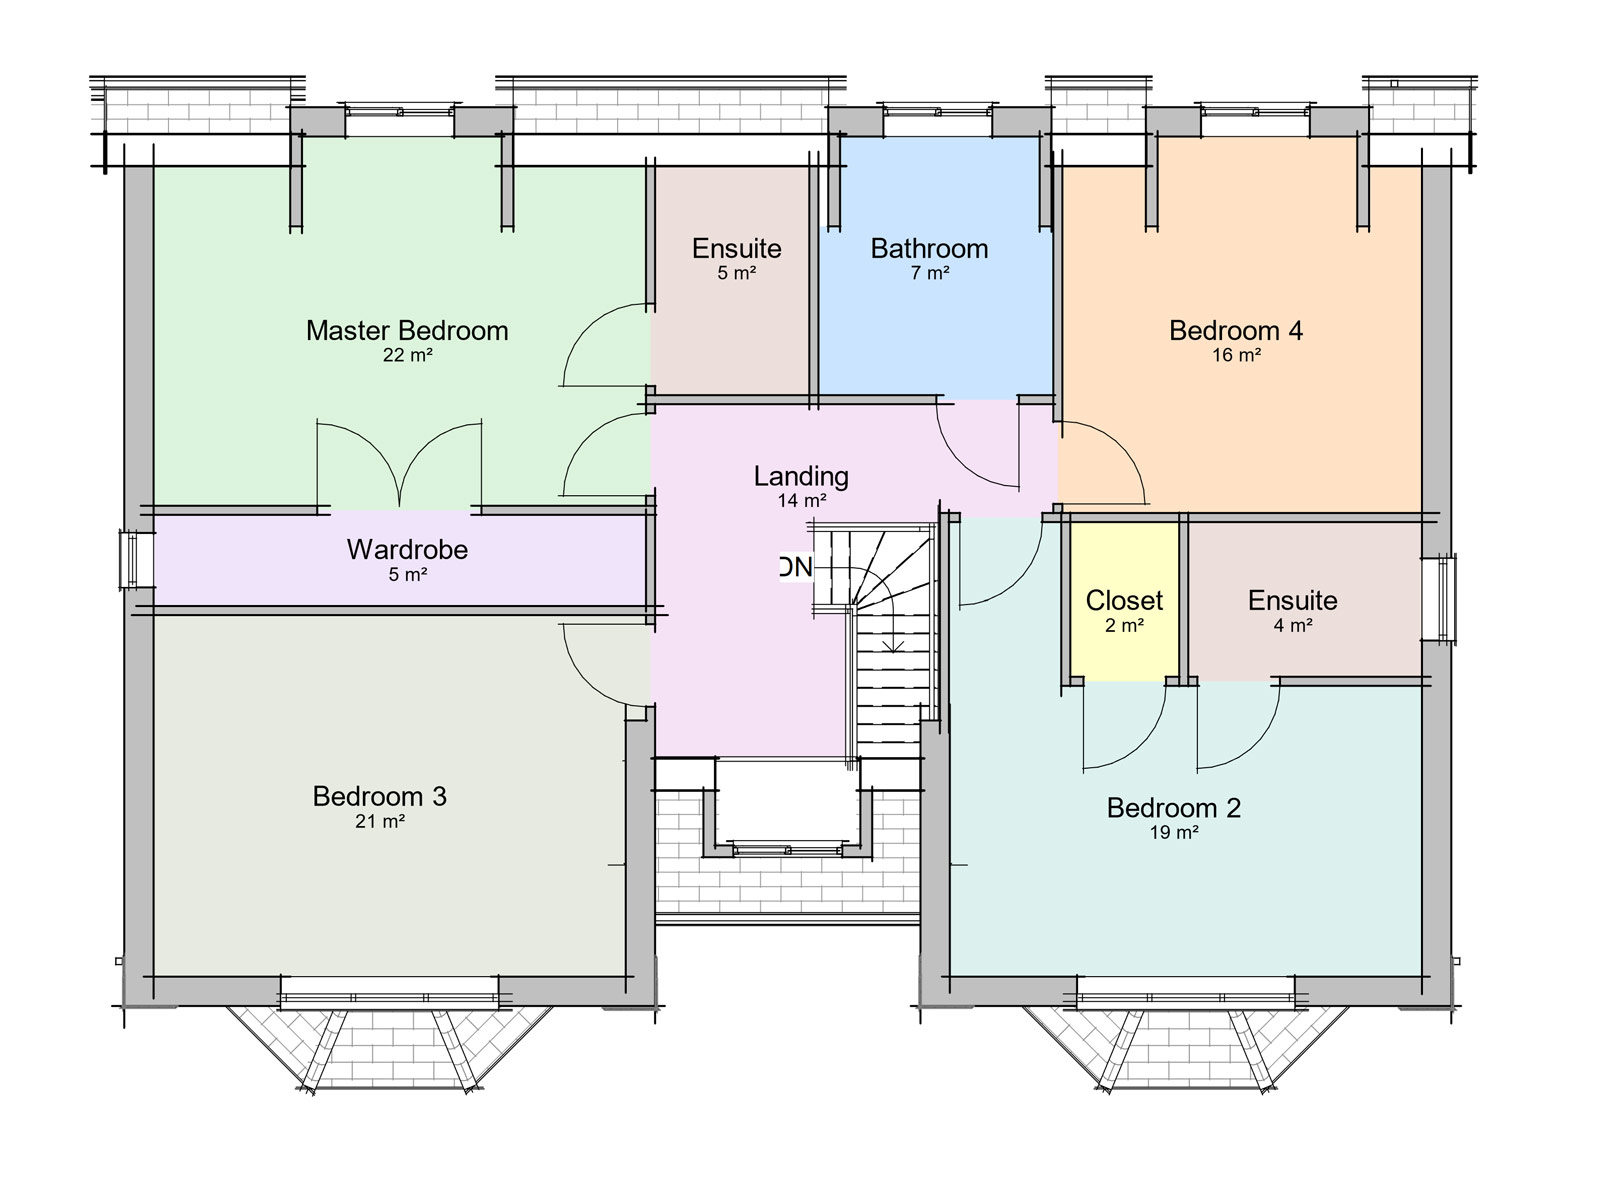 Ensuite
5 m²
Bathroom
7 m²
Master Bedroom
22 m²
Bedroom 4
16 m²
Landing
14 m²
Wardrobe
5 m²
DN
Closet
2 m²
Ensuite
4 m²
Bedroom 3
21 m²
Bedroom 2
19 m²